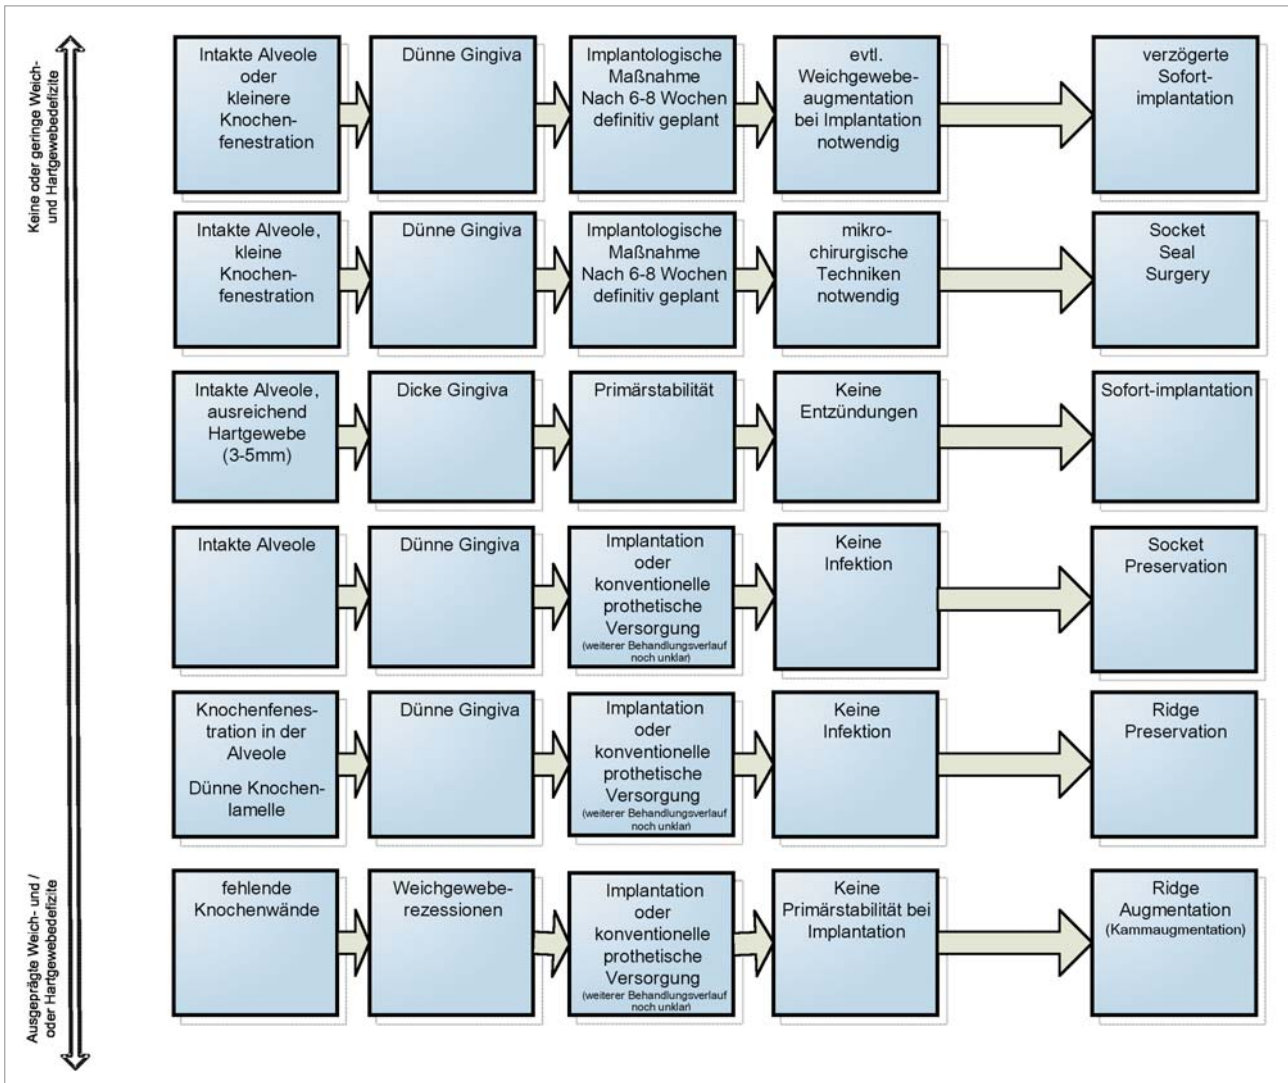 Keine oder geringe Weich-
und Hartgewebedefizite
Intakte Alveole
oder
kleinere
Knochen-
fenestration
Dünne Gingiva
Implantologische
Maßnahme
Nach 6-8 Wochen
definitiv geplant
evtl.
Weichgewebe-
augmentation
bei Implantation
notwendig
verzögerte
Sofort-
implantation
Intakte Alveole,
kleine
Knochen-
fenestration
Dünne Gingiva
Implantologische
Maßnahme
Nach 6-8 Wochen
definitiv geplant
mikro-
chirurgische
Techniken
notwendig
Socket
Seal
Surgery
Intakte Alveole,
ausreichend
Hartgewebe
(3-5mm)
Dicke Gingiva
Primärstabilität
Keine
Entzündungen
Sofort-implantation
Intakte Alveole
Dünne Gingiva
Implantation
oder
konventionelle
prothetische
Versorgung
(weiterer Behandlungsverlauf
noch unklar)
Keine
Infektion
Socket
Preservation
Knochenfenes-
tration in der
Alveole
Dünne Knochen-
lamelle
Dünne Gingiva
Implantation
oder
konventionelle
prothetische
Versorgung
(weiterer Behandlungsverlauf
noch unklar)
Keine
Infektion
Ridge
Preservation
Ausgeprägte Weich- und /
oder Hartgewebedefizite
fehlende
Knochenwände
Weichgewebe-
rezessionen
Implantation
oder
konventionelle
prothetische
Versorgung
(weiterer Behandlungsverlauf
noch unklar)
Keine
Primärstabilität bei
Implantation
Ridge
Augmentation
(Kammaugmentation)